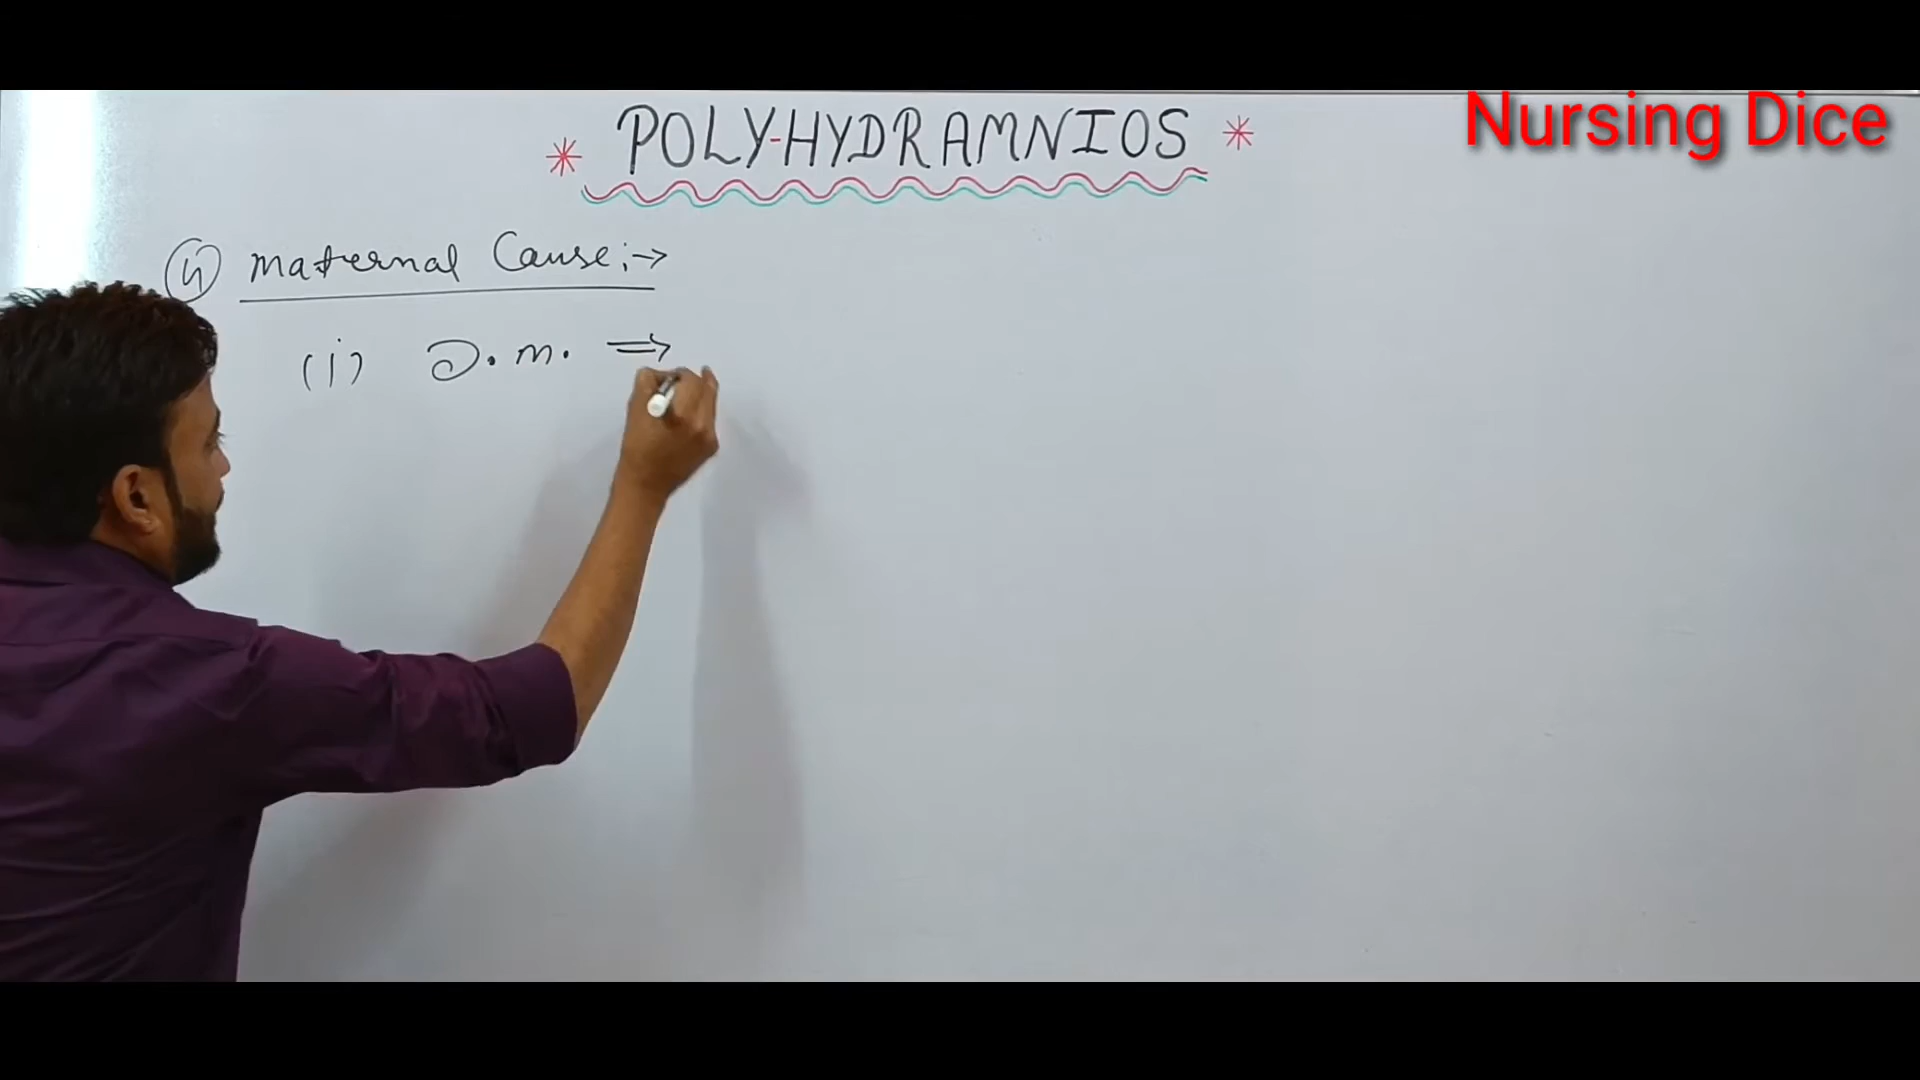 Nursing Dice
* POLY-HYDRAMNIOS *
(4) Maternal Cause :->
(i) D.m. =>